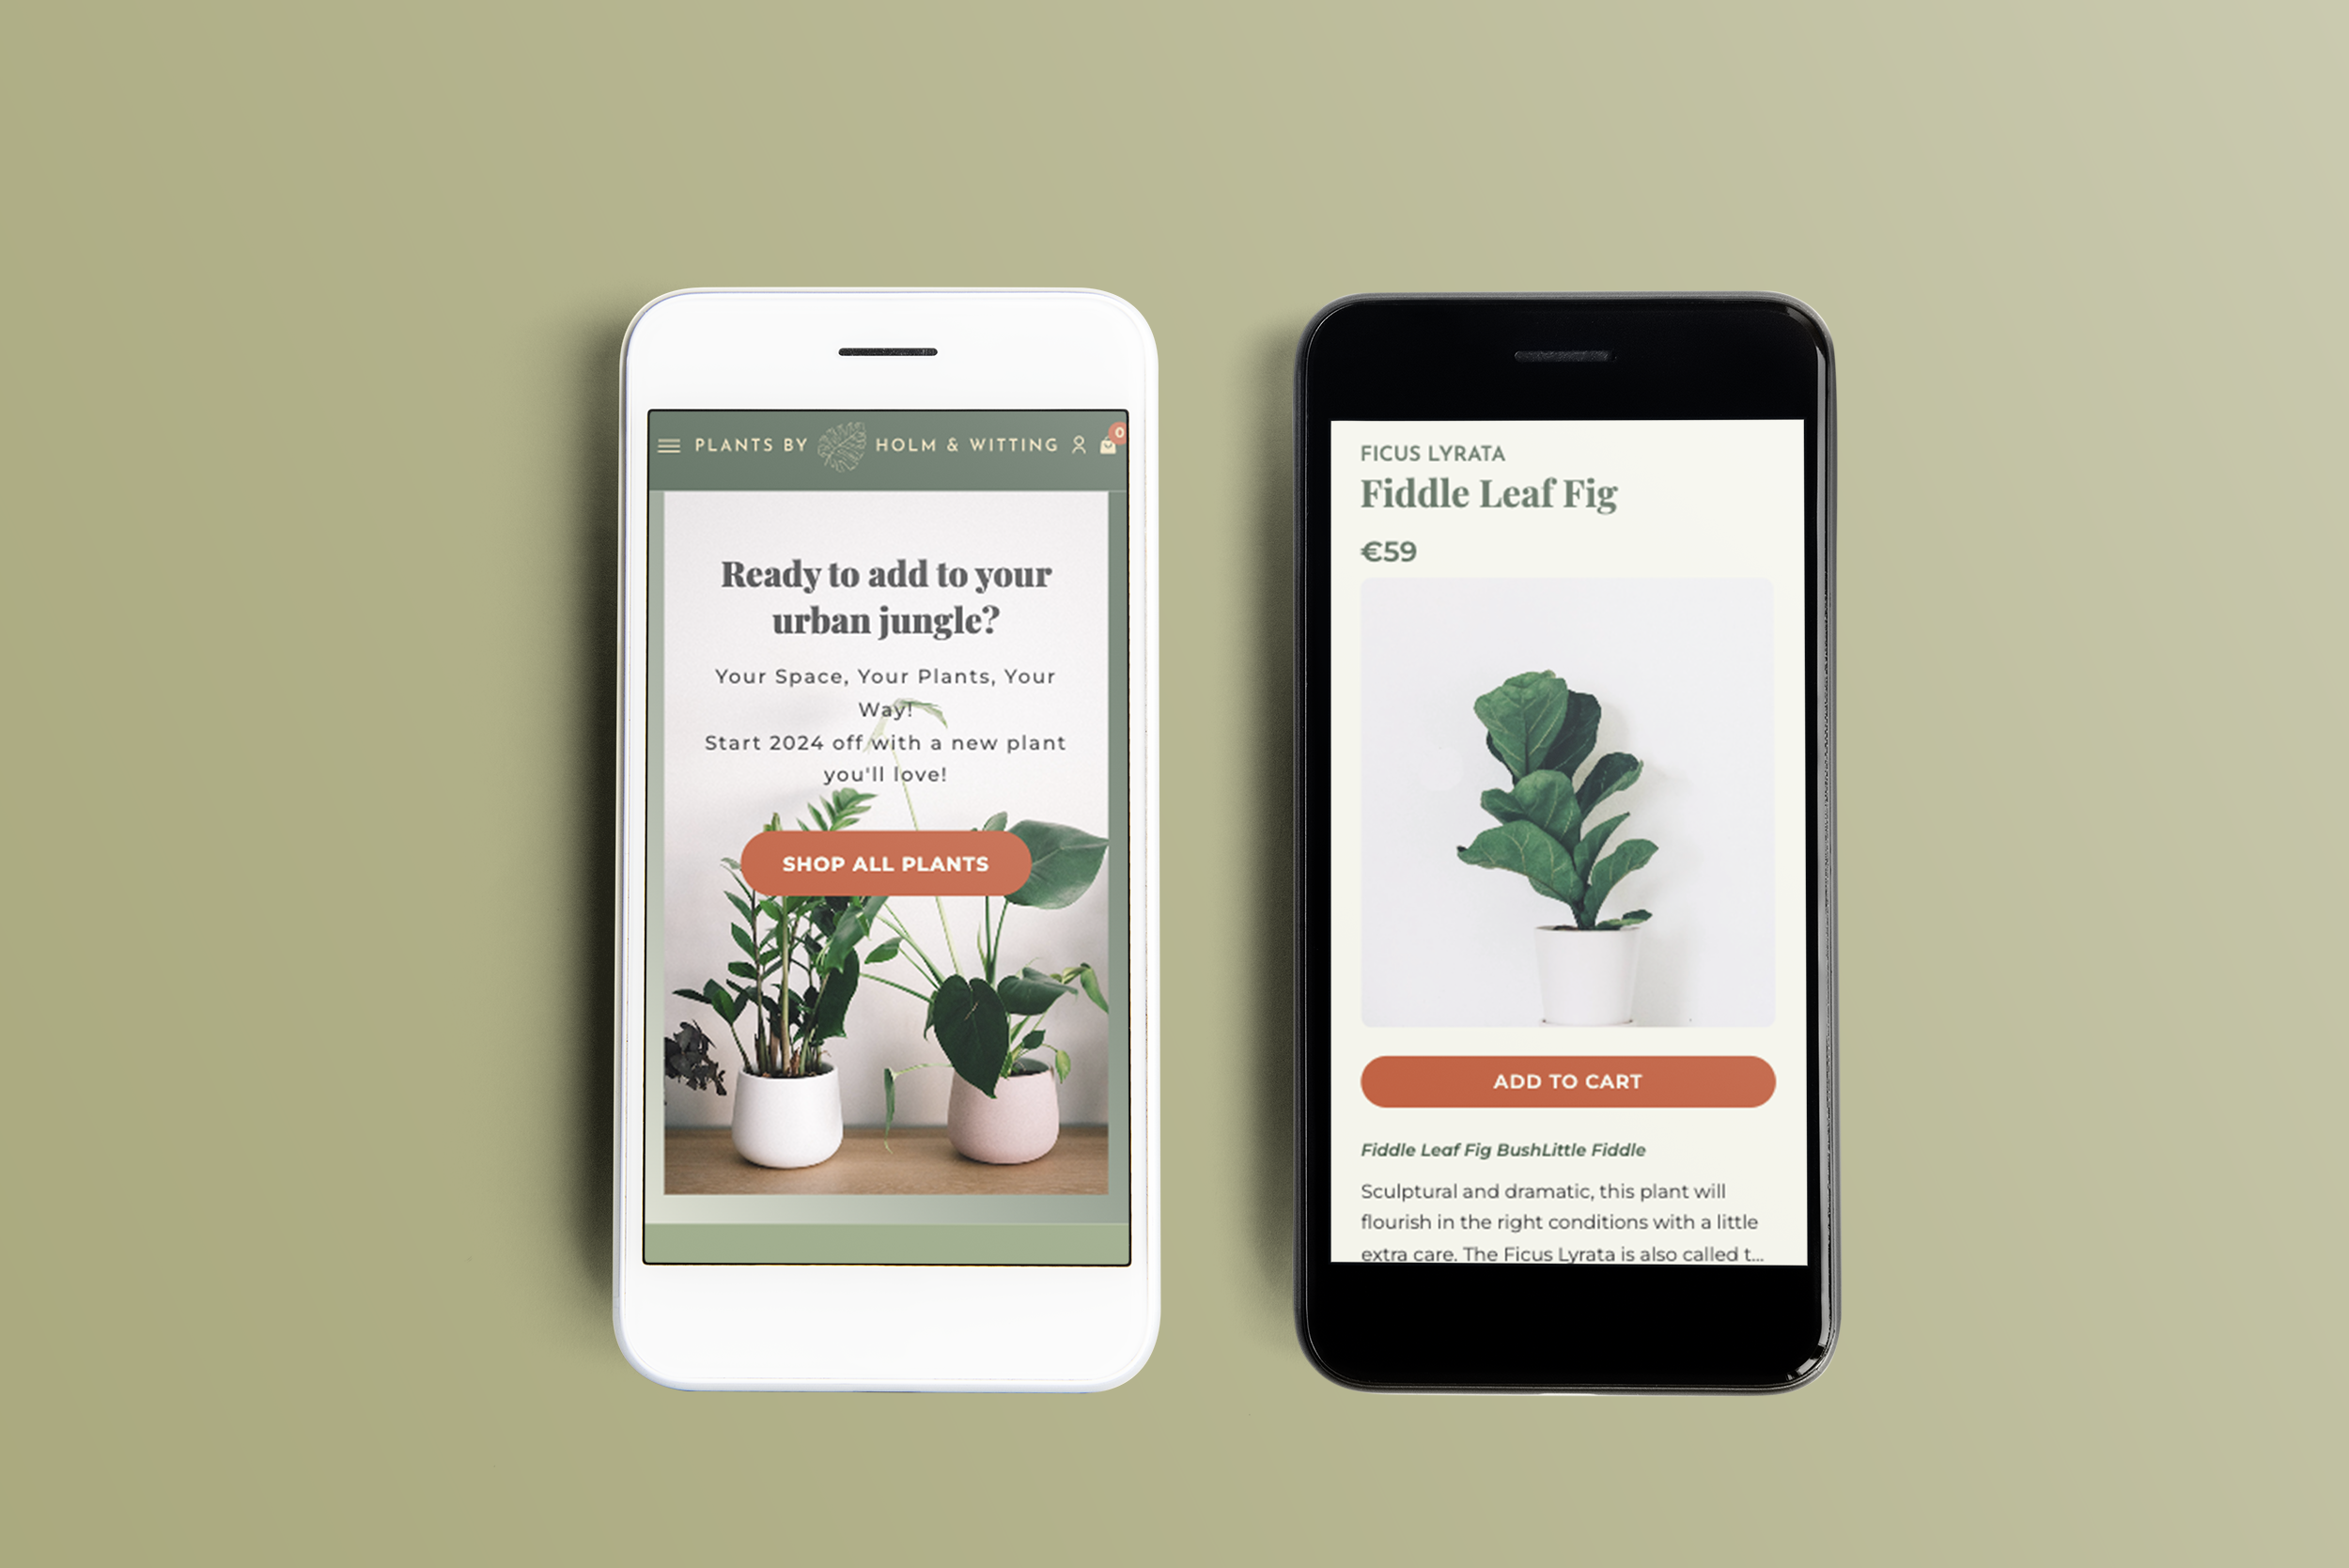 PLANTS BY HOLM & WITTING
0
Ready to add to your
urban jungle?
Your Space, Your Plants, Your
Way!
Start 2024 off with a new plant
you'll love!
SHOP ALL PLANTS
FICUS LYRATA
Fiddle Leaf Fig
€59
ADD TO CART
Fiddle Leaf Fig BushLittle Fiddle
Sculptural and dramatic, this plant will
flourish in the right conditions with a little
extra care. The Ficus Lyrata is also called t...